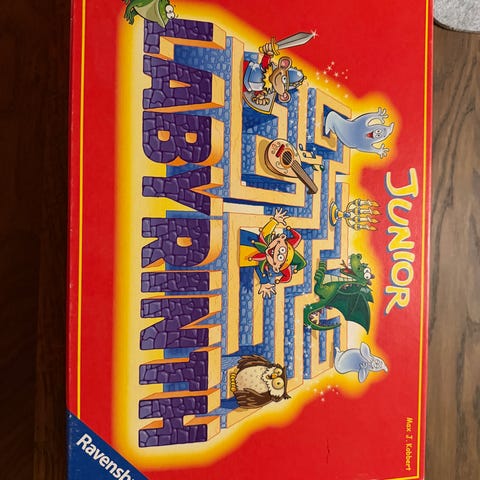 Max J. Kobbert
JUNIOR
LABYRINTH
Ravensb